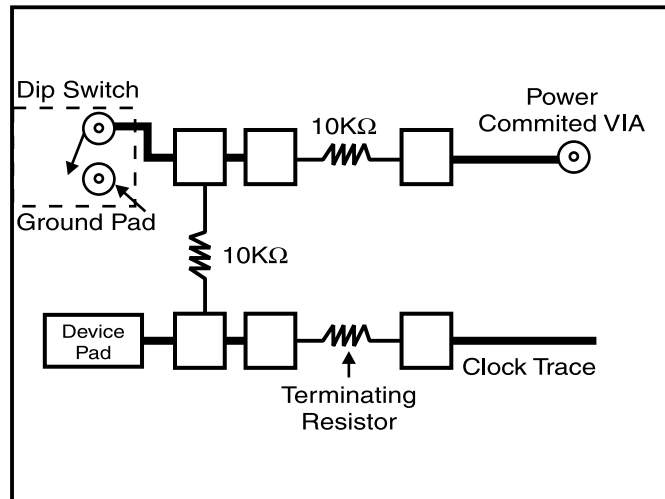 Dip Switch
Power
Commited VIA
10KΩ
Ground Pad
10KΩ
Device
Pad
Clock Trace
Terminating
Resistor